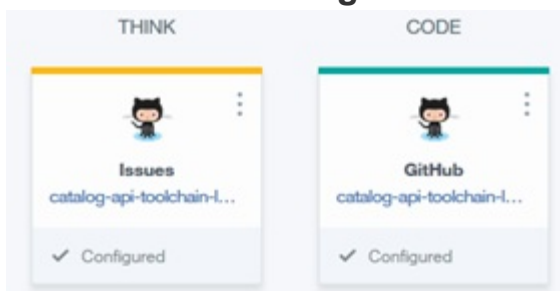 THINK
CODE
Issues
catalog-api-toolchain-l...
Configured
GitHub
catalog-api-toolchain-l...
Configured